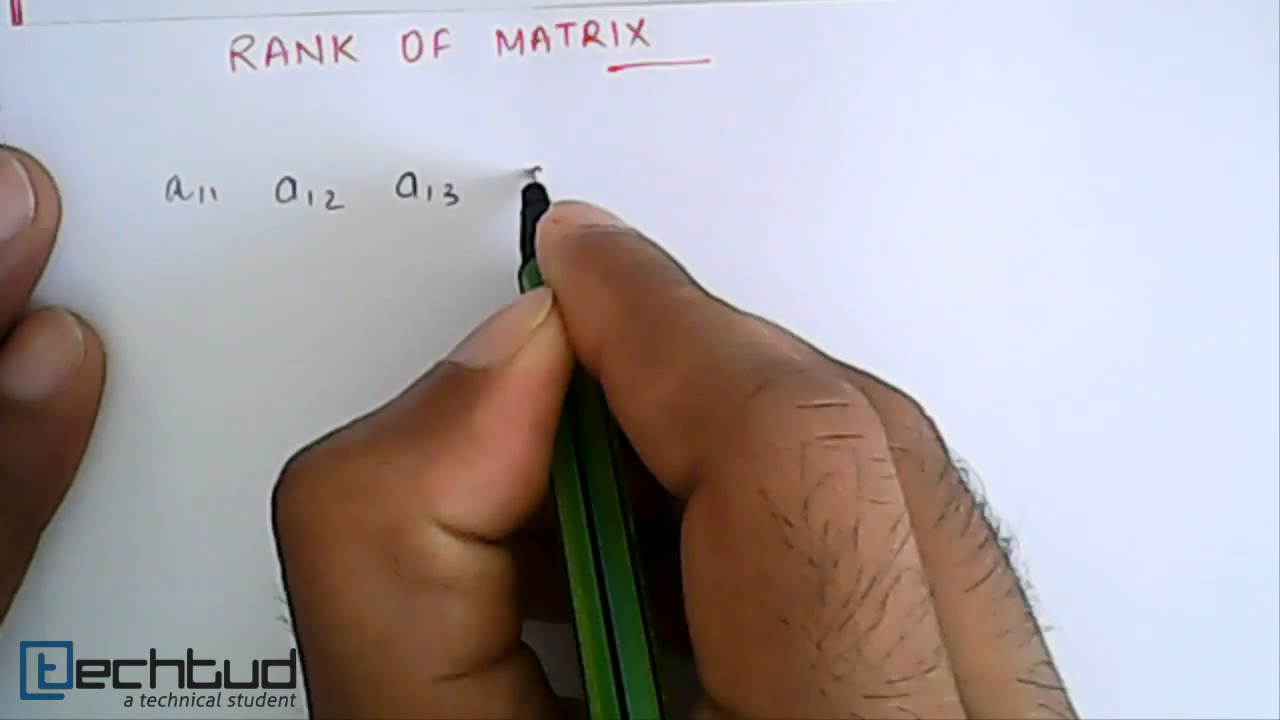 RANK OF MATRIX
a₁₁ a₁₂ a₁₃
techtud
a technical student